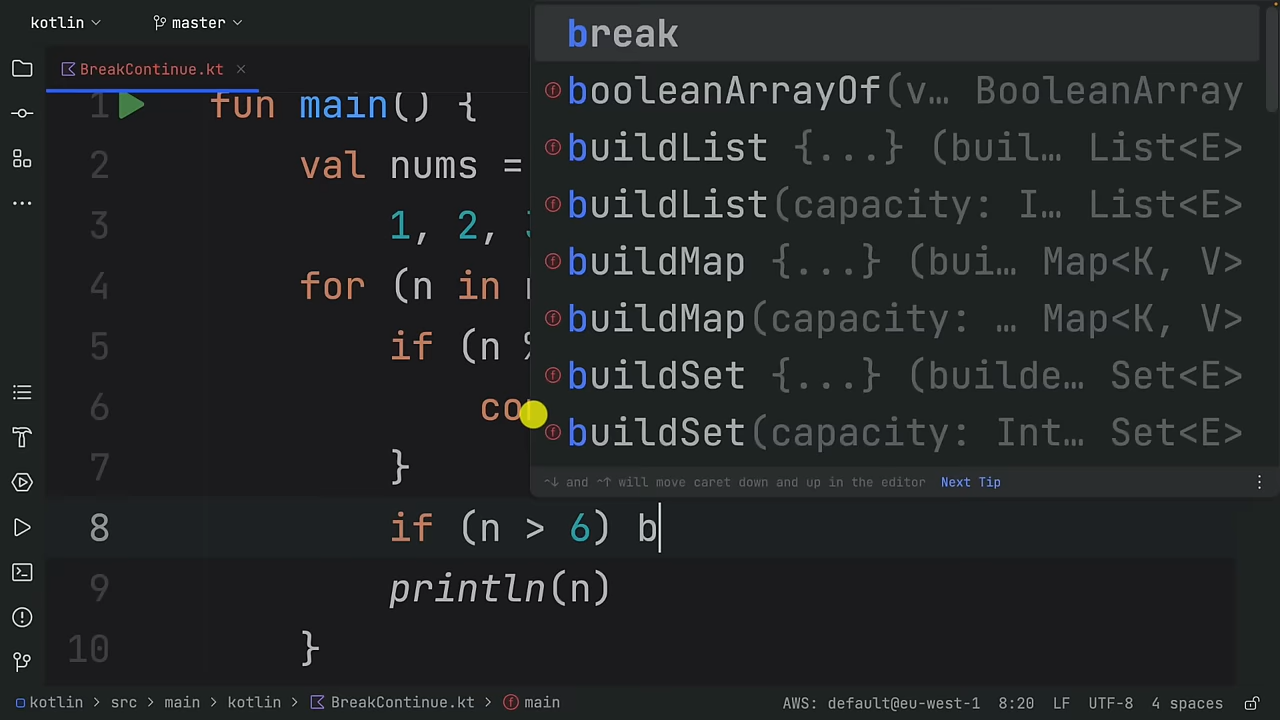 kotlin
master
BreakContinue.kt
1 fun main() {
2 val nums =
3 1, 2,
4 for (n in
5 if (n %
6 co
7 }
8 if (n > 6) b
9 println(n)
10 }
break
booleanArrayOf(v… BooleanArray
buildList {...} (buil… List<E>
buildList(capacity: I… List<E>
buildMap {...} (bui… Map<K, V>
buildMap(capacity: … Map<K, V>
buildSet {...} (builde… Set<E>
buildSet(capacity: Int… Set<E>
^↓ and ^↑ will move caret down and up in the editor Next Tip
kotlin > src > main > kotlin > BreakContinue.kt > main
AWS: default@eu-west-1 8:20 LF UTF-8 4 spaces